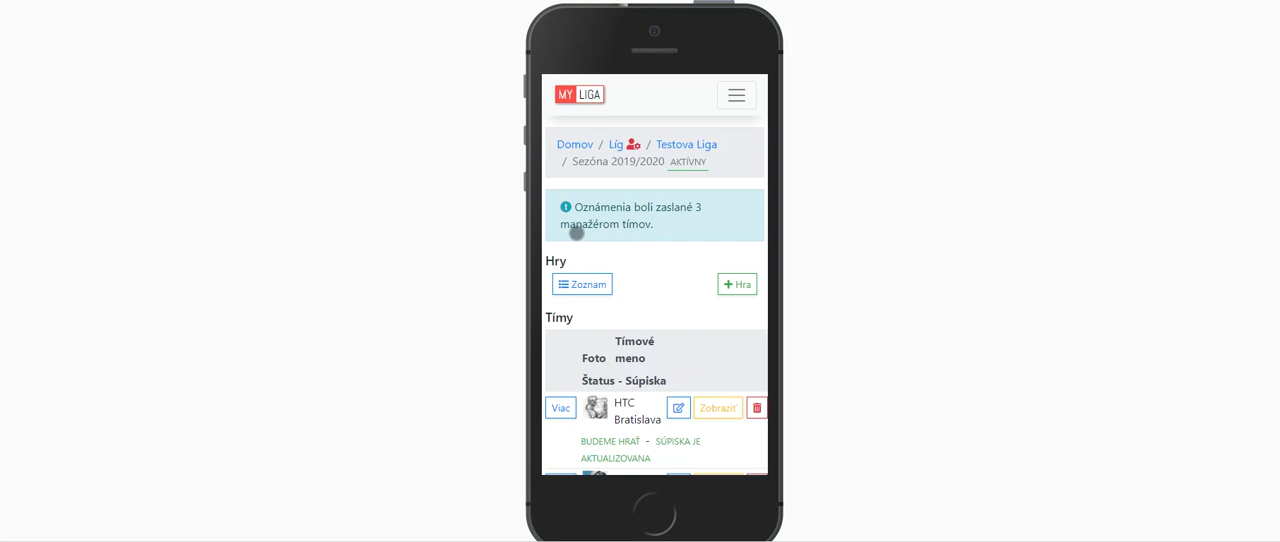 MY LIGA
Domov / Líg / Testova Liga
/ Sezóna 2019/2020 AKTÍVNY
Oznámenia boli zaslané 3
manažérom tímov.
Hry
Zoznam
Hra
Tímy
Tímové
Foto meno
Štatus - Súpiska
Viac HTC Zobraziť
Bratislava
BUDEME HRAŤ - SÚPISKA JE
AKTUALIZOVANA